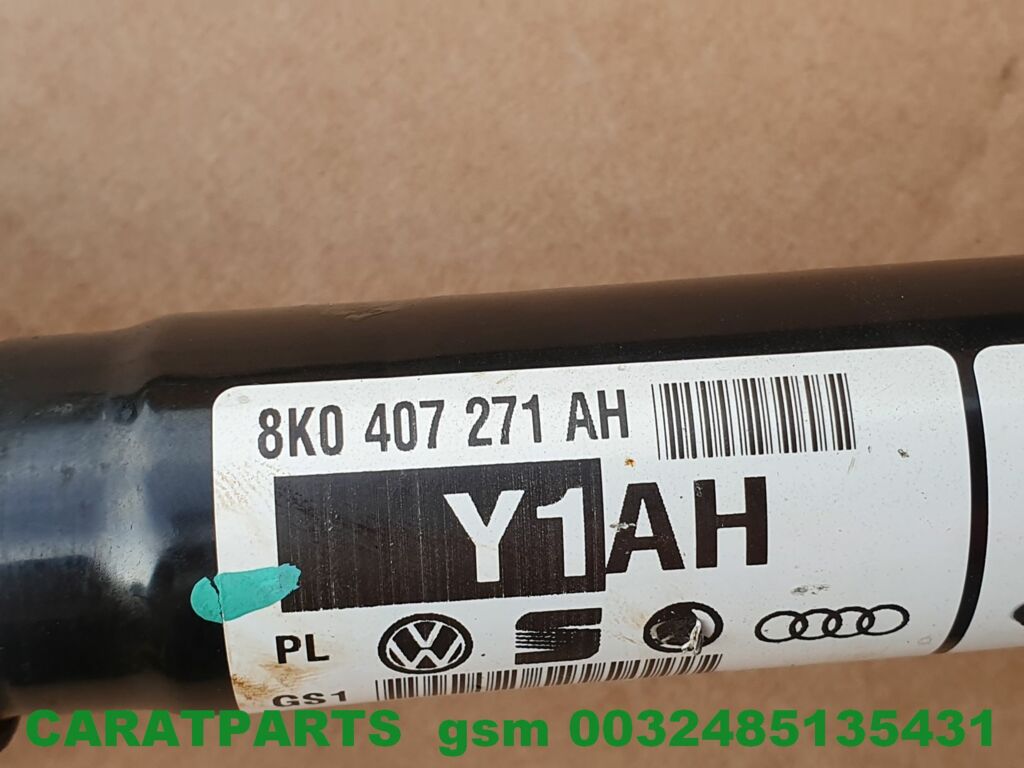 8K0 407 271 AH
Y1AH
PL
GS1
CARATPARTS gsm 0032485135431